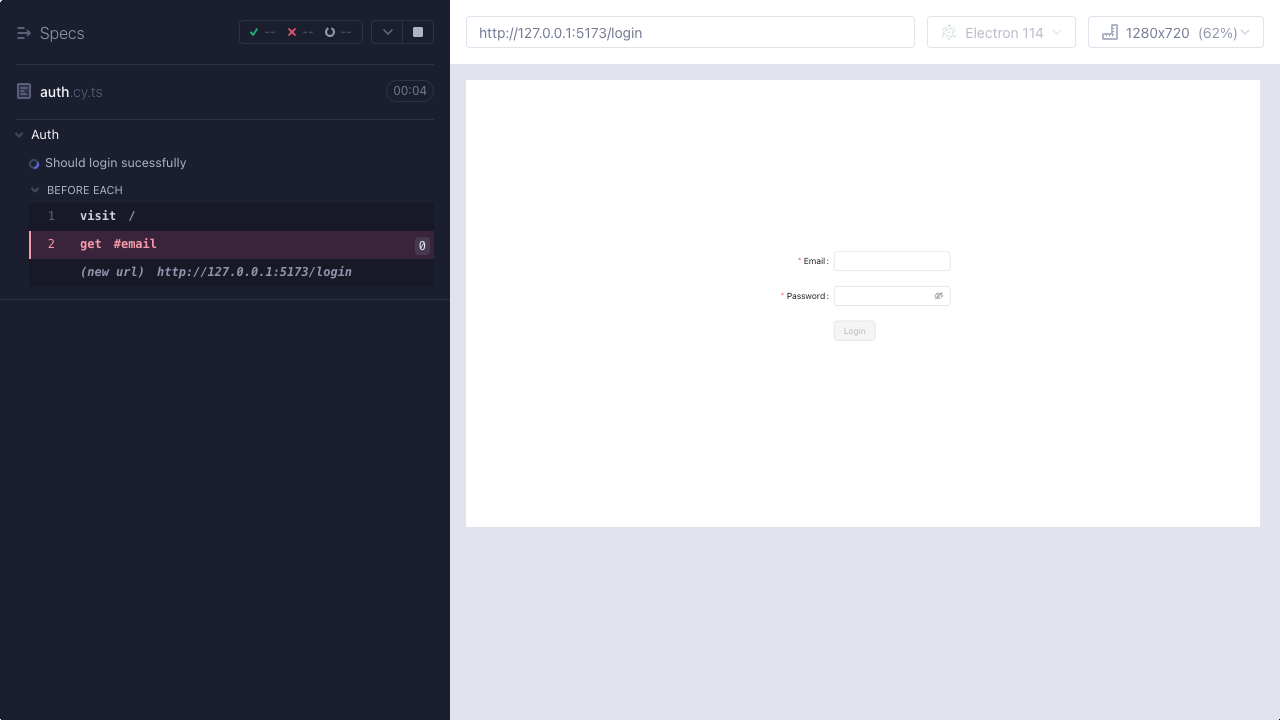 Specs -- -- --
auth.cy.ts 00:04
Auth
Should login sucessfully
BEFORE EACH
1 visit /
2 get #email 0
(new url) http://127.0.0.1:5173/login
http://127.0.0.1:5173/login Electron 114 1280x720 (62%)
* Email :
* Password :
Login